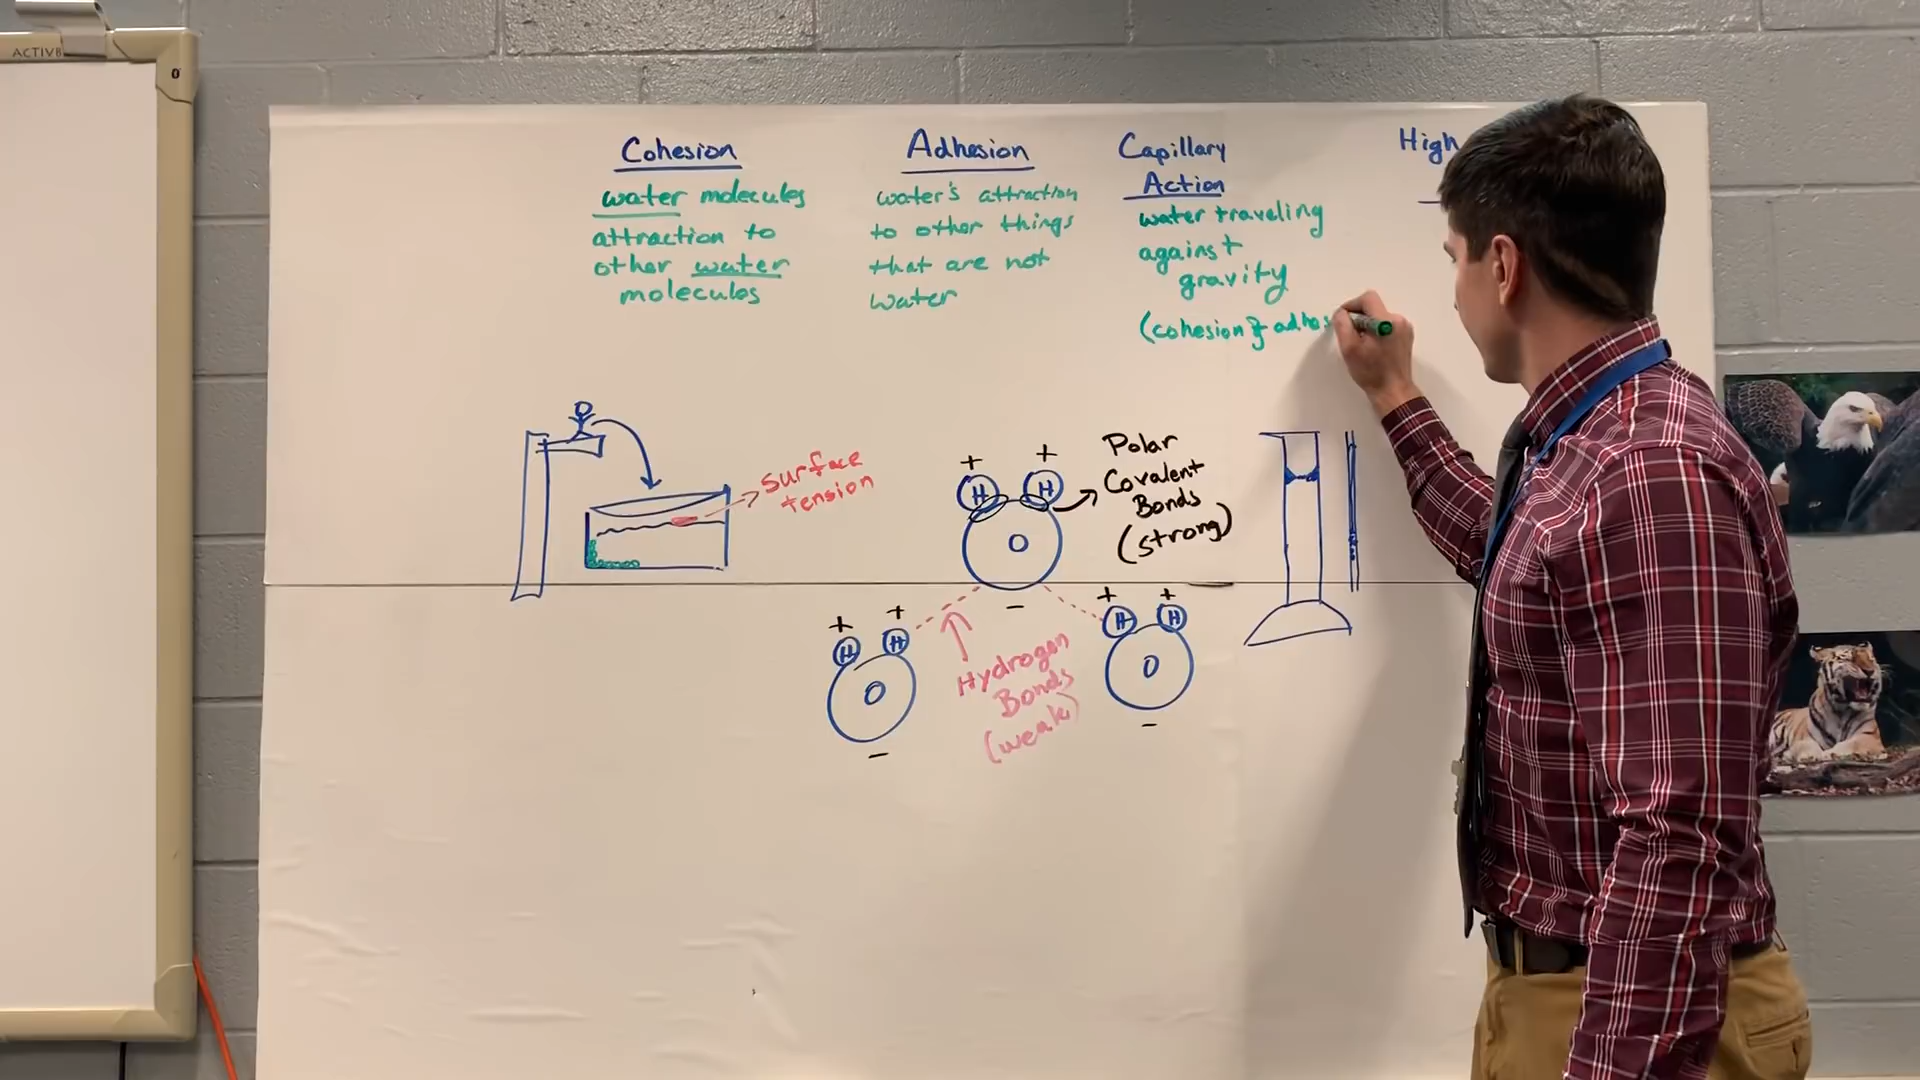 ACTIVB
Cohesion
water molecules
attraction to
other water
molecules
Adhesion
water's attraction
to other things
that are not
water
Capillary
Action
water traveling
against
gravity
(cohesion & adhes
High
surface
tension
+ +
H H
O
-
Polar
Covalent
Bonds
(strong)
+ +
H H
O
-
Hydrogen
Bonds
(weak)
+ +
H H
O
-